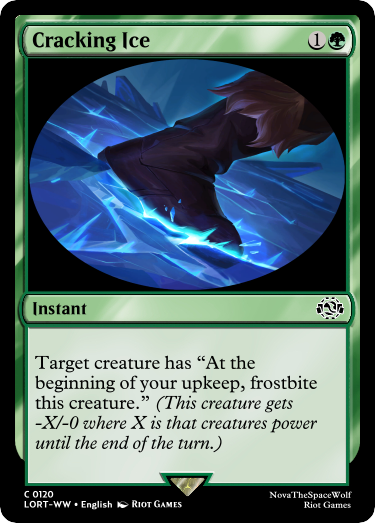 Cracking Ice 1
Instant
Target creature has “At the
beginning of your upkeep, frostbite
this creature.” (This creature gets
-X/-0 where X is that creatures power
until the end of the turn.)
C 0120
LORT-WW • English Riot Games
NovaTheSpaceWolf
Riot Games